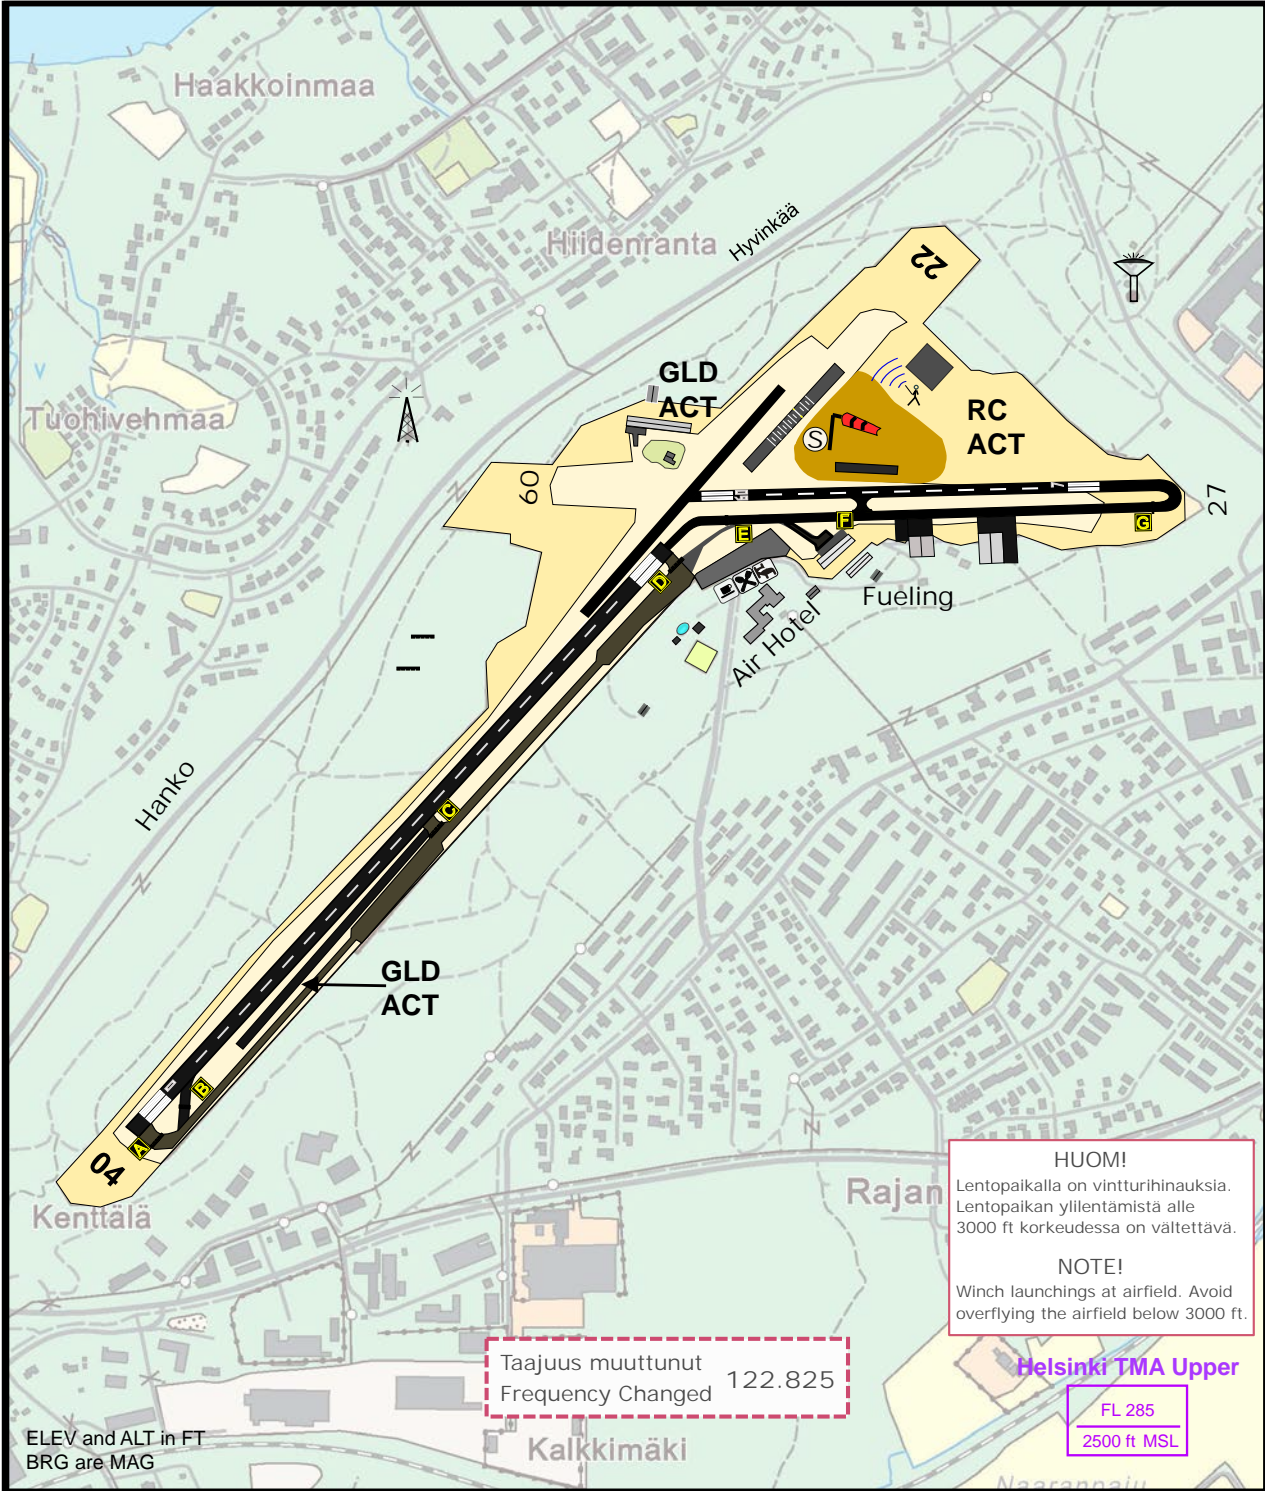 Haakkoinmaa
Hiidenranta
Hyvinkää
22
Tuohivehmaa
GLD
ACT
RC
ACT
S
09
27
E
F
G
D
Fueling
Air Hotel
Hanko
C
GLD
ACT
B
A
04
Kenttälä
Rajan
HUOM!
Lentopaikalla on vintturihinauksia.
Lentopaikan ylilentämistä alle
3000 ft korkeudessa on vältettävä.
NOTE!
Winch launchings at airfield. Avoid
overflying the airfield below 3000 ft.
Taajuus muuttunut
Frequency Changed
122.825
Helsinki TMA Upper
FL 285
2500 ft MSL
ELEV and ALT in FT
BRG are MAG
Kalkkimäki
Naarannaju